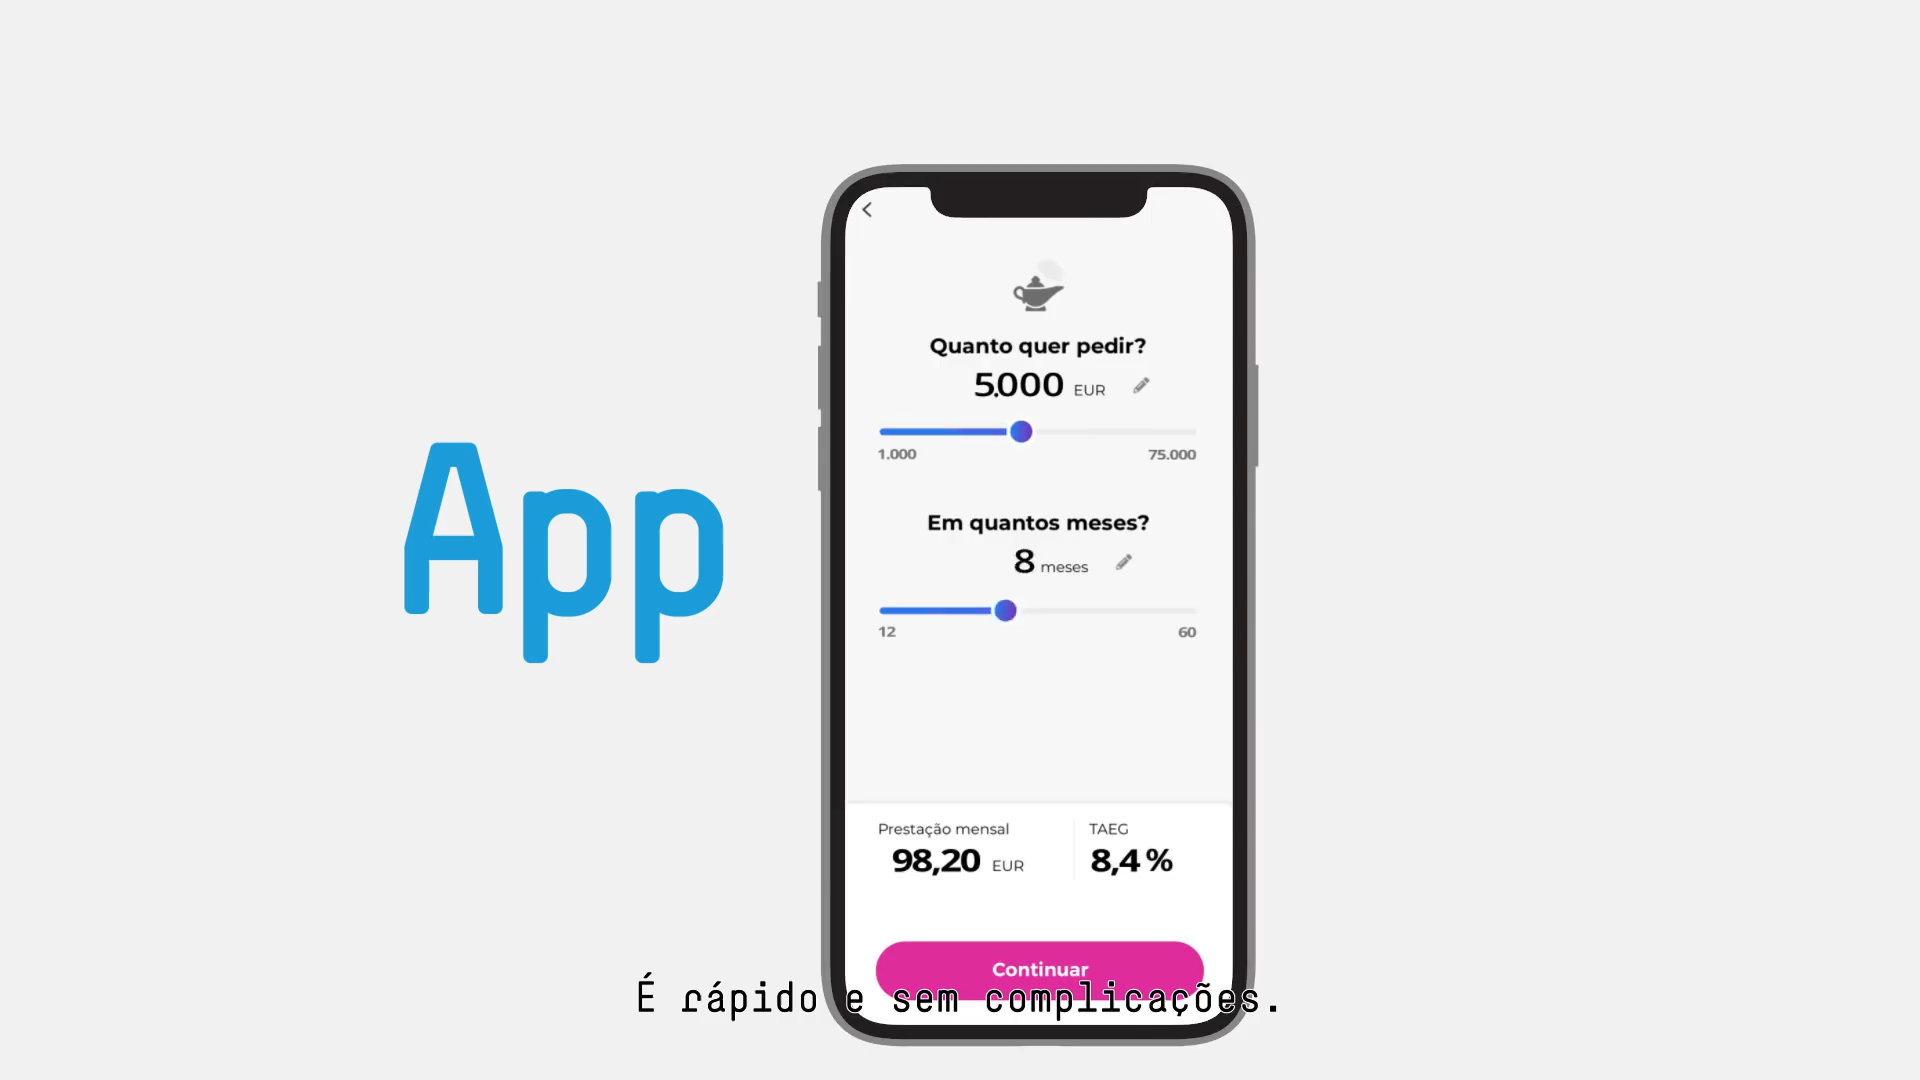 App
Quanto quer pedir?
5.000 EUR
1.000 75.000
Em quantos meses?
8 meses
12 60
Prestação mensal TAEG
98,20 EUR 8,4 %
Continuar
É rápido e sem complicações.